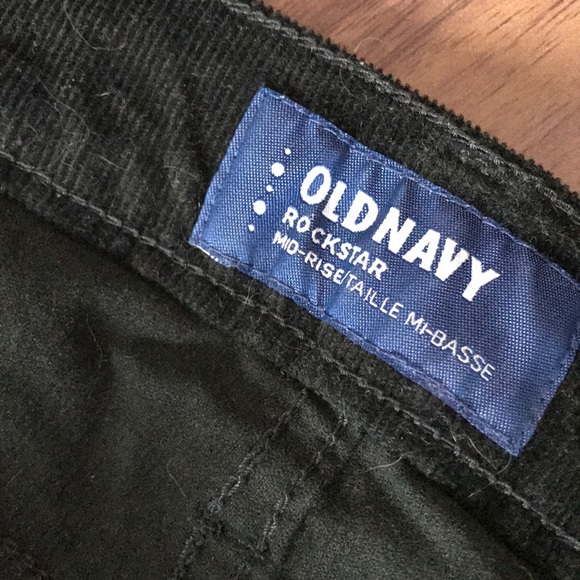 OLDNAVY
ROCKSTAR
MID-RISE/TAILLE MI-BASSE